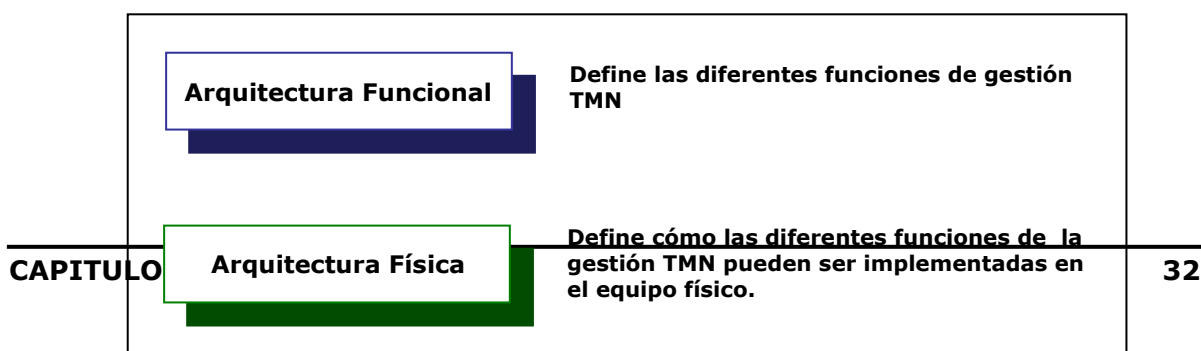 Arquitectura Funcional
Define las diferentes funciones de gestión
TMN
Arquitectura Física
Define cómo las diferentes funciones de la
gestión TMN pueden ser implementadas en
el equipo físico.
CAPITULO
32